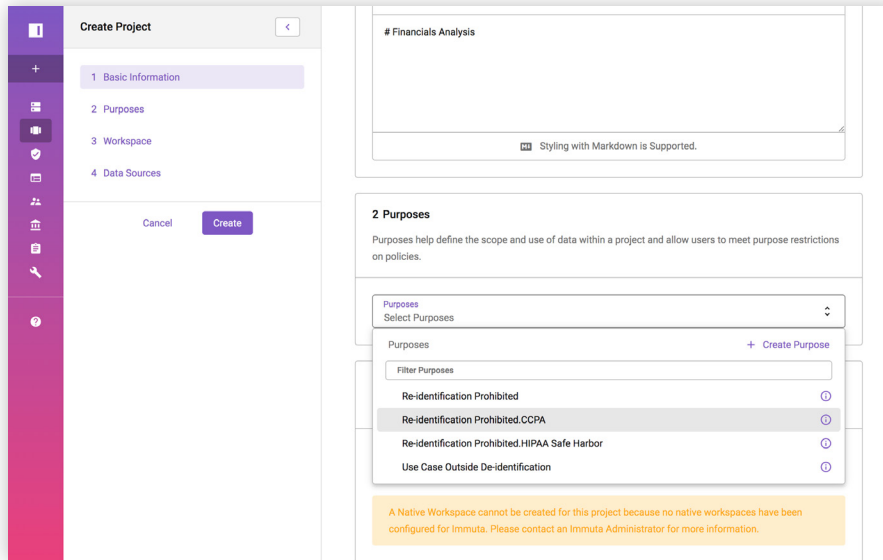 Create Project
1 Basic Information
2 Purposes
3 Workspace
4 Data Sources
Cancel
Create
# Financials Analysis
Styling with Markdown is Supported.
2 Purposes
Purposes help define the scope and use of data within a project and allow users to meet purpose restrictions
on policies.
Purposes
Select Purposes
Purposes
+ Create Purpose
Filter Purposes
Re-identification Prohibited
Re-identification Prohibited.CCPA
Re-identification Prohibited.HIPAA Safe Harbor
Use Case Outside De-identification
A Native Workspace cannot be created for this project because no native workspaces have been
configured for Immuta. Please contact an Immuta Administrator for more information.